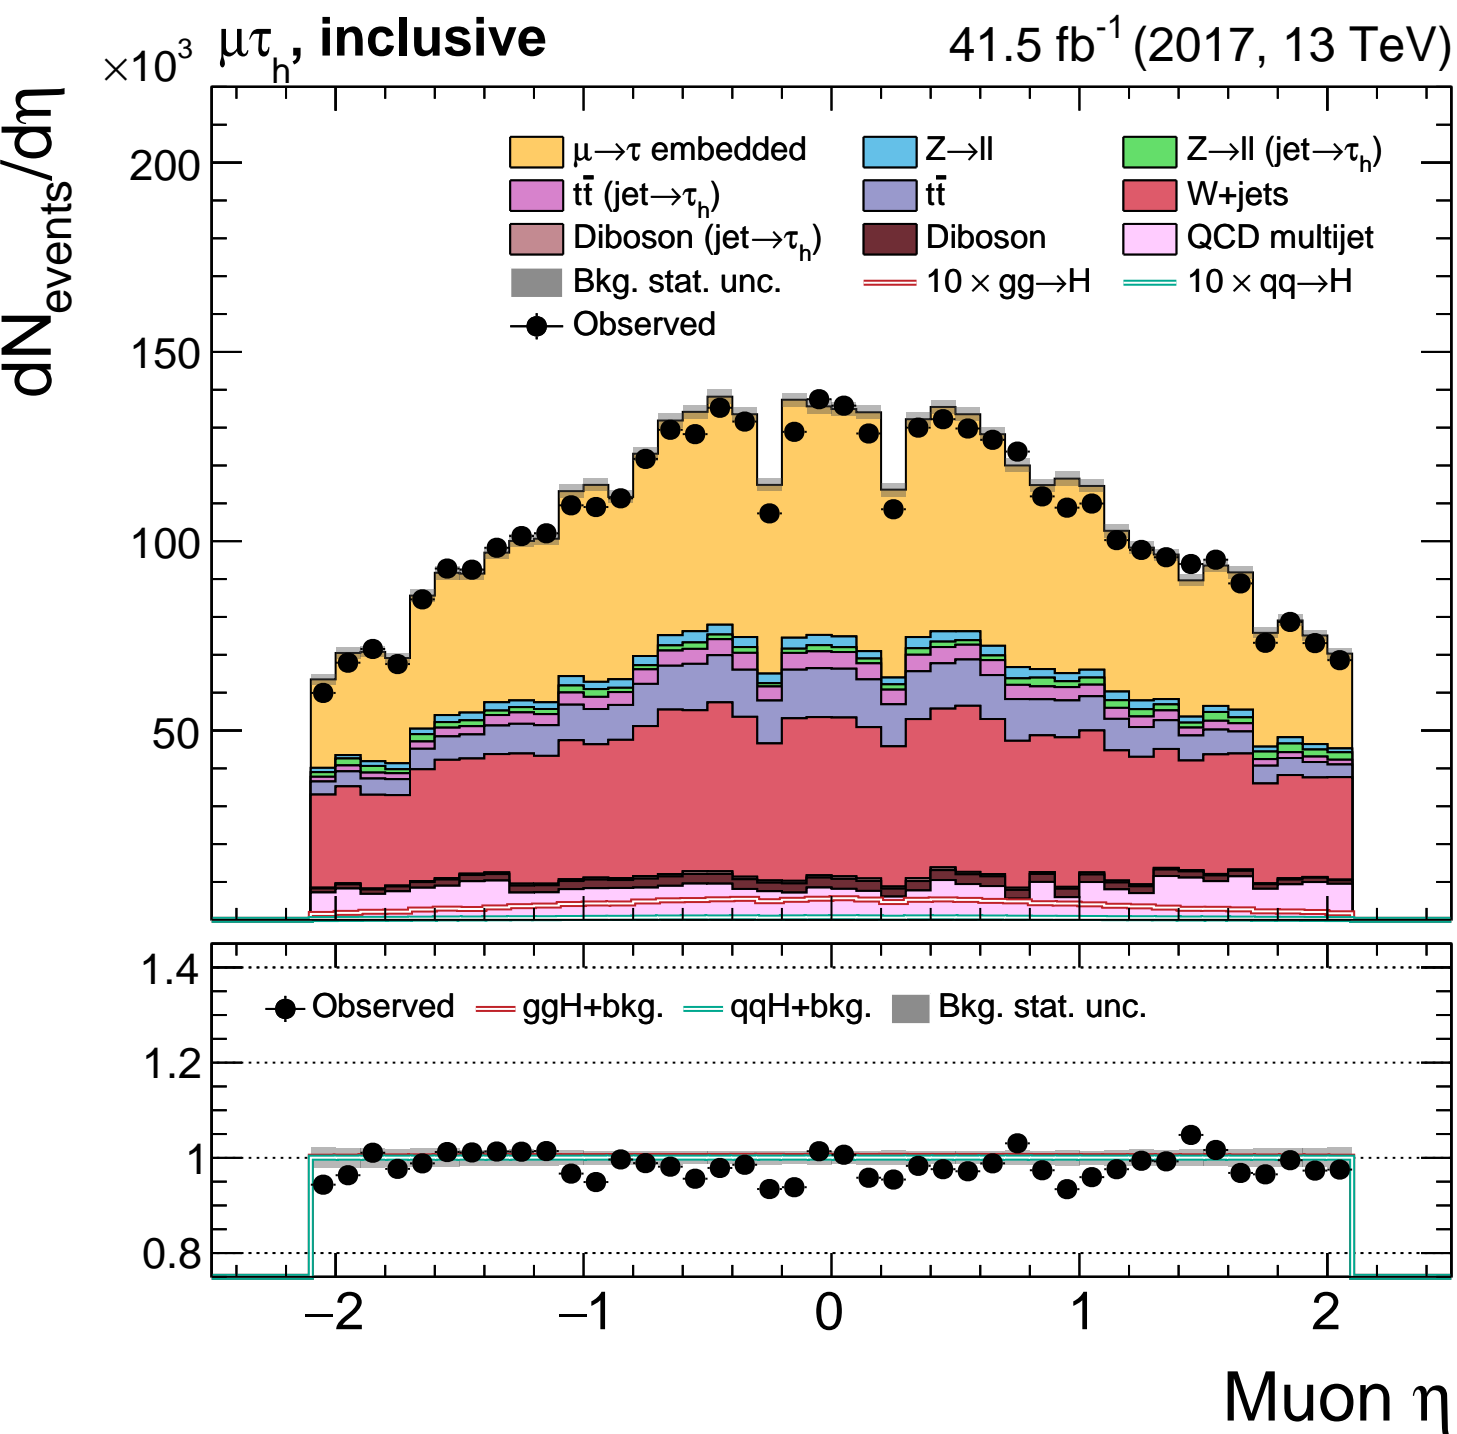 ×10³ μτₕ, inclusive 41.5 fb⁻¹ (2017, 13 TeV)
dN_events/dη
200
150
100
50
μ→τ embedded Z→ll Z→ll (jet→τₕ)
tt̄ (jet→τₕ) tt̄ W+jets
Diboson (jet→τₕ) Diboson QCD multijet
Bkg. stat. unc. 10 × gg→H 10 × qq→H
Observed
1.4
1.2
1
0.8
Observed ggH+bkg. qqH+bkg. Bkg. stat. unc.
−2 −1 0 1 2
Muon η